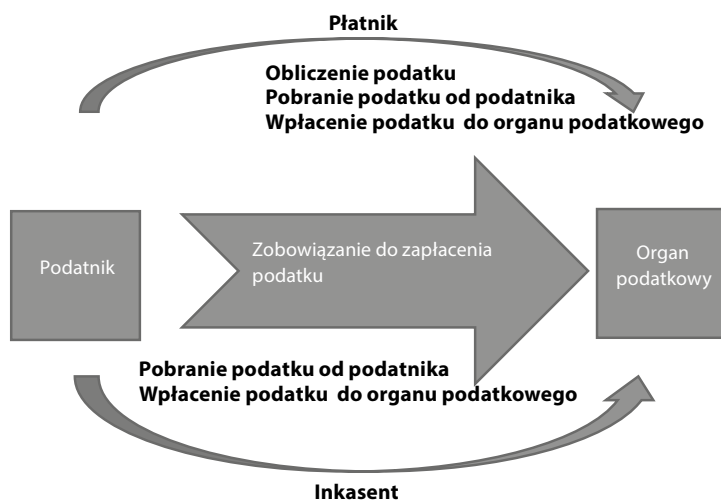 Płatnik
Obliczenie podatku
Pobranie podatku od podatnika
Wpłacenie podatku do organu podatkowego
Podatnik
Zobowiązanie do zapłacenia
podatku
Organ
podatkowy
Pobranie podatku od podatnika
Wpłacenie podatku do organu podatkowego
Inkasent